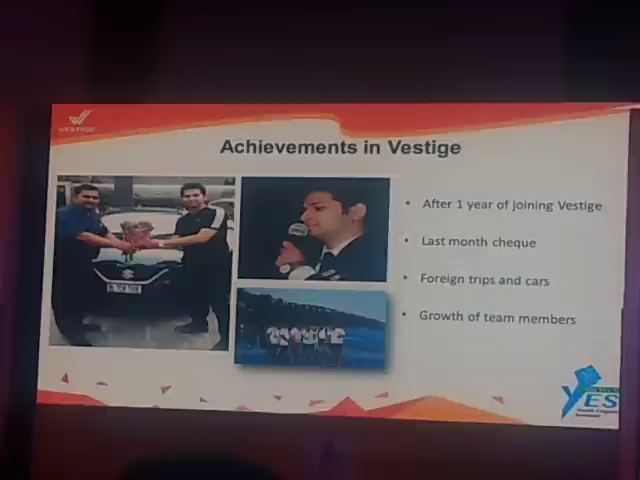 VESTIGE
Achievements in Vestige
• After 1 year of joining Vestige
• Last month cheque
• Foreign trips and cars
• Growth of team members
YES